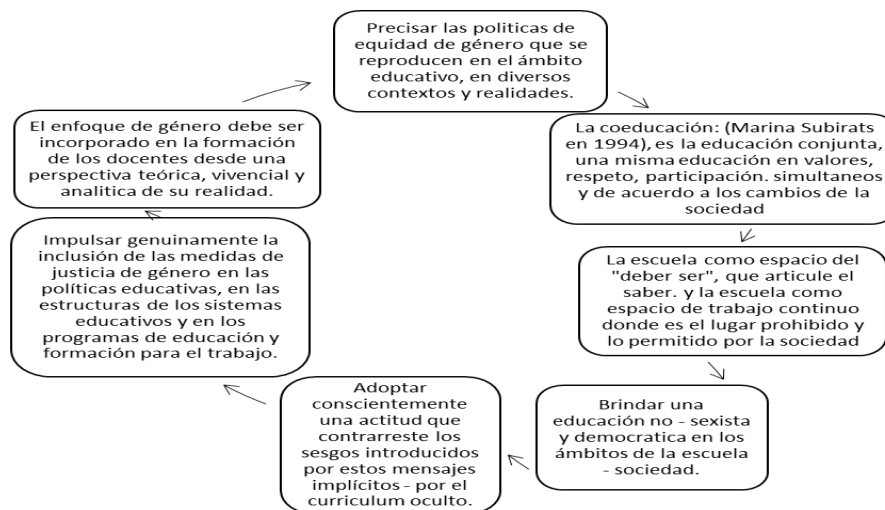 Precisar las politicas de
equidad de género que se
reproducen en el ámbito
educativo, en diversos
contextos y realidades.
La coeducación: (Marina Subirats
en 1994), es la educación conjunta,
una misma educación en valores,
respeto, participación. simultaneos
y de acuerdo a los cambios de la
sociedad
La escuela como espacio del
"deber ser", que articule el
saber. y la escuela como
espacio de trabajo continuo
donde es el lugar prohibido y
lo permitido por la sociedad
Brindar una
educación no - sexista
y democratica en los
ámbitos de la escuela
- sociedad.
Adoptar
conscientemente
una actitud que
contrarreste los
sesgos introducidos
por estos mensajes
implícitos - por el
curriculum oculto.
Impulsar genuinamente la
inclusión de las medidas de
justicia de género en las
políticas educativas, en las
estructuras de los sistemas
educativos y en los
programas de educación y
formación para el trabajo.
El enfoque de género debe ser
incorporado en la formación
de los docentes desde una
perspectiva teórica, vivencial y
analitica de su realidad.